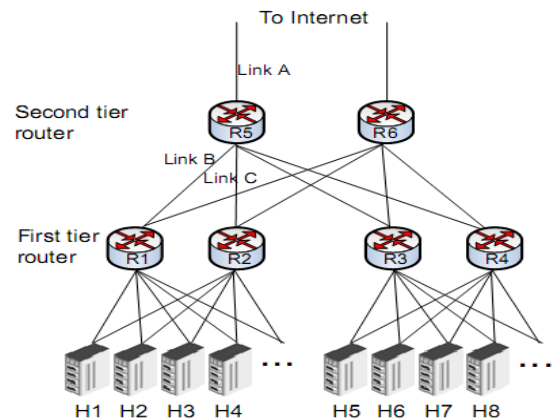 To Internet
Link A
Second tier
router
R5
R6
Link B
Link C
First tier
router
R1
R2
R3
R4
...
...
H1 H2 H3 H4
H5 H6 H7 H8